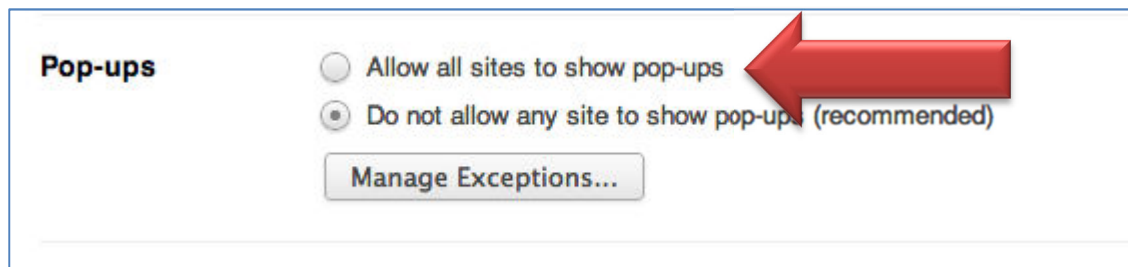 Pop-ups
Allow all sites to show pop-ups
Do not allow any site to show pop-ups (recommended)
Manage Exceptions...